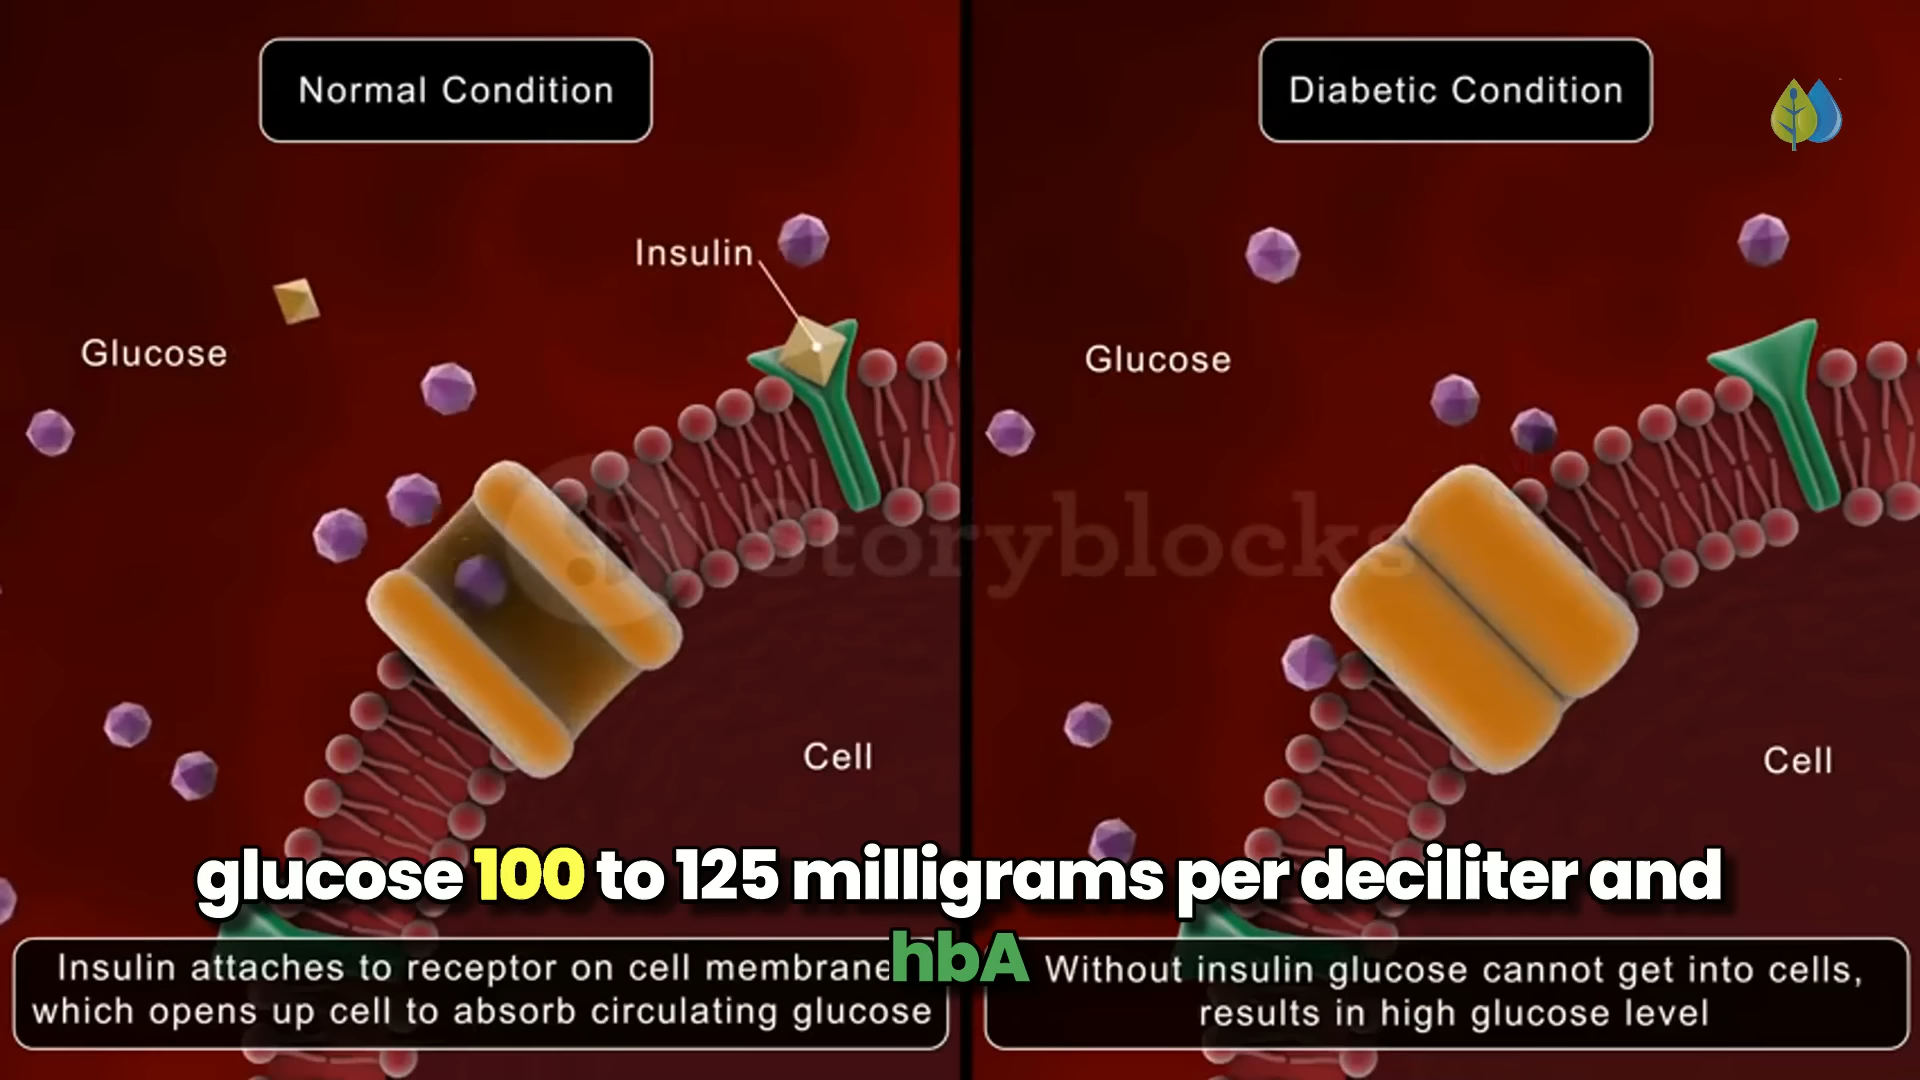 Normal Condition
Diabetic Condition
Insulin
Glucose
Glucose
Storyblocks
Cell
Cell
glucose 100 to 125 milligrams per deciliter and
hbA
Insulin attaches to receptor on cell membrane
which opens up cell to absorb circulating glucose
Without insulin glucose cannot get into cells,
results in high glucose level